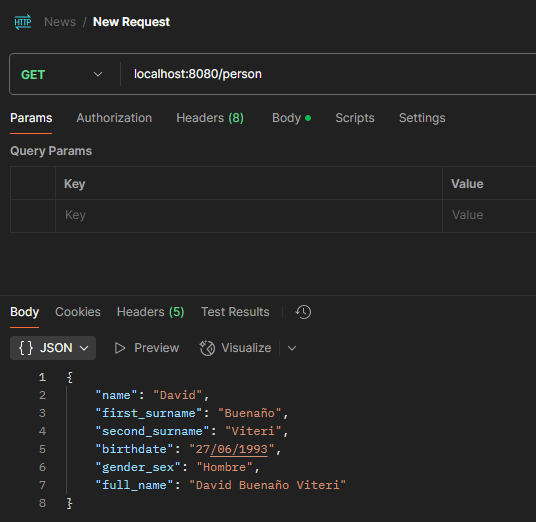 HTTP News / New Request
GET localhost:8080/person
Params Authorization Headers (8) Body Scripts Settings
Query Params
Key Value
Key Value
Body Cookies Headers (5) Test Results
{} JSON Preview Visualize
1 {
2 "name": "David",
3 "first_surname": "Buenaño",
4 "second_surname": "Viteri",
5 "birthdate": "27/06/1993",
6 "gender_sex": "Hombre",
7 "full_name": "David Buenaño Viteri"
8 }